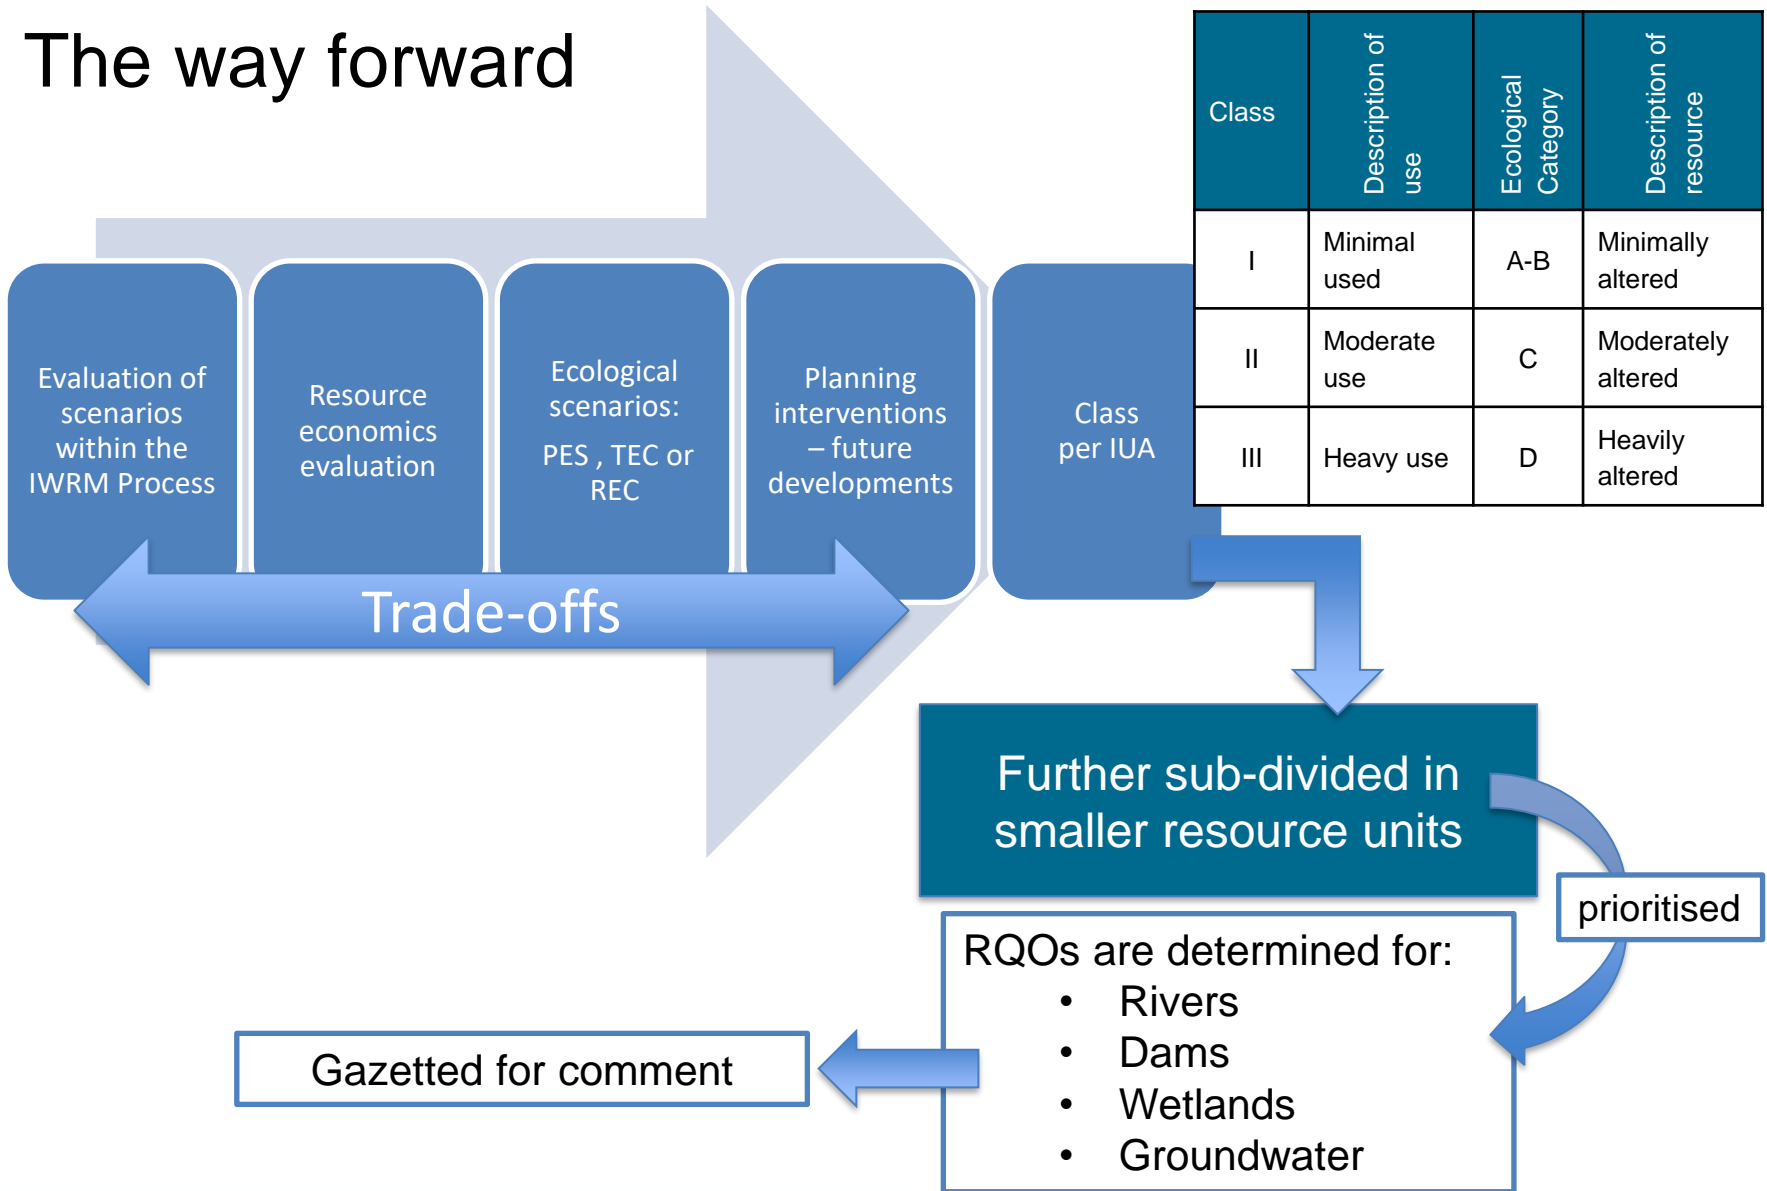 The way forward
Evaluation of
scenarios
within the
IWRM Process
Resource
economics
evaluation
Ecological
scenarios:
PES , TEC or
REC
Planning
interventions
– future
developments
Class
per IUA
Trade-offs
Class
Description of
use
Ecological
Category
Description of
resource
I
Minimal
used
A-B
Minimally
altered
II
Moderate
use
C
Moderately
altered
III
Heavy use
D
Heavily
altered
Further sub-divided in
smaller resource units
prioritised
RQOs are determined for:
• Rivers
• Dams
• Wetlands
• Groundwater
Gazetted for comment